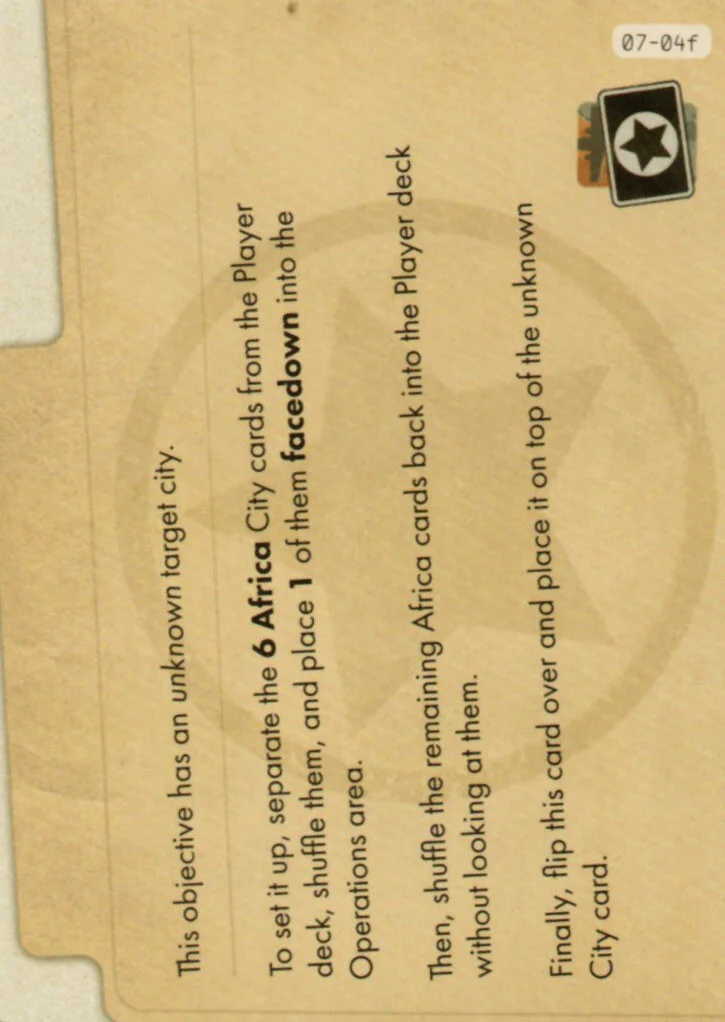 07-04f
This objective has an unknown target city.
To set it up, separate the 6 Africa City cards from the Player
deck, shuffle them, and place 1 of them facedown into the
Operations area.
Then, shuffle the remaining Africa cards back into the Player deck
without looking at them.
Finally, flip this card over and place it on top of the unknown
City card.